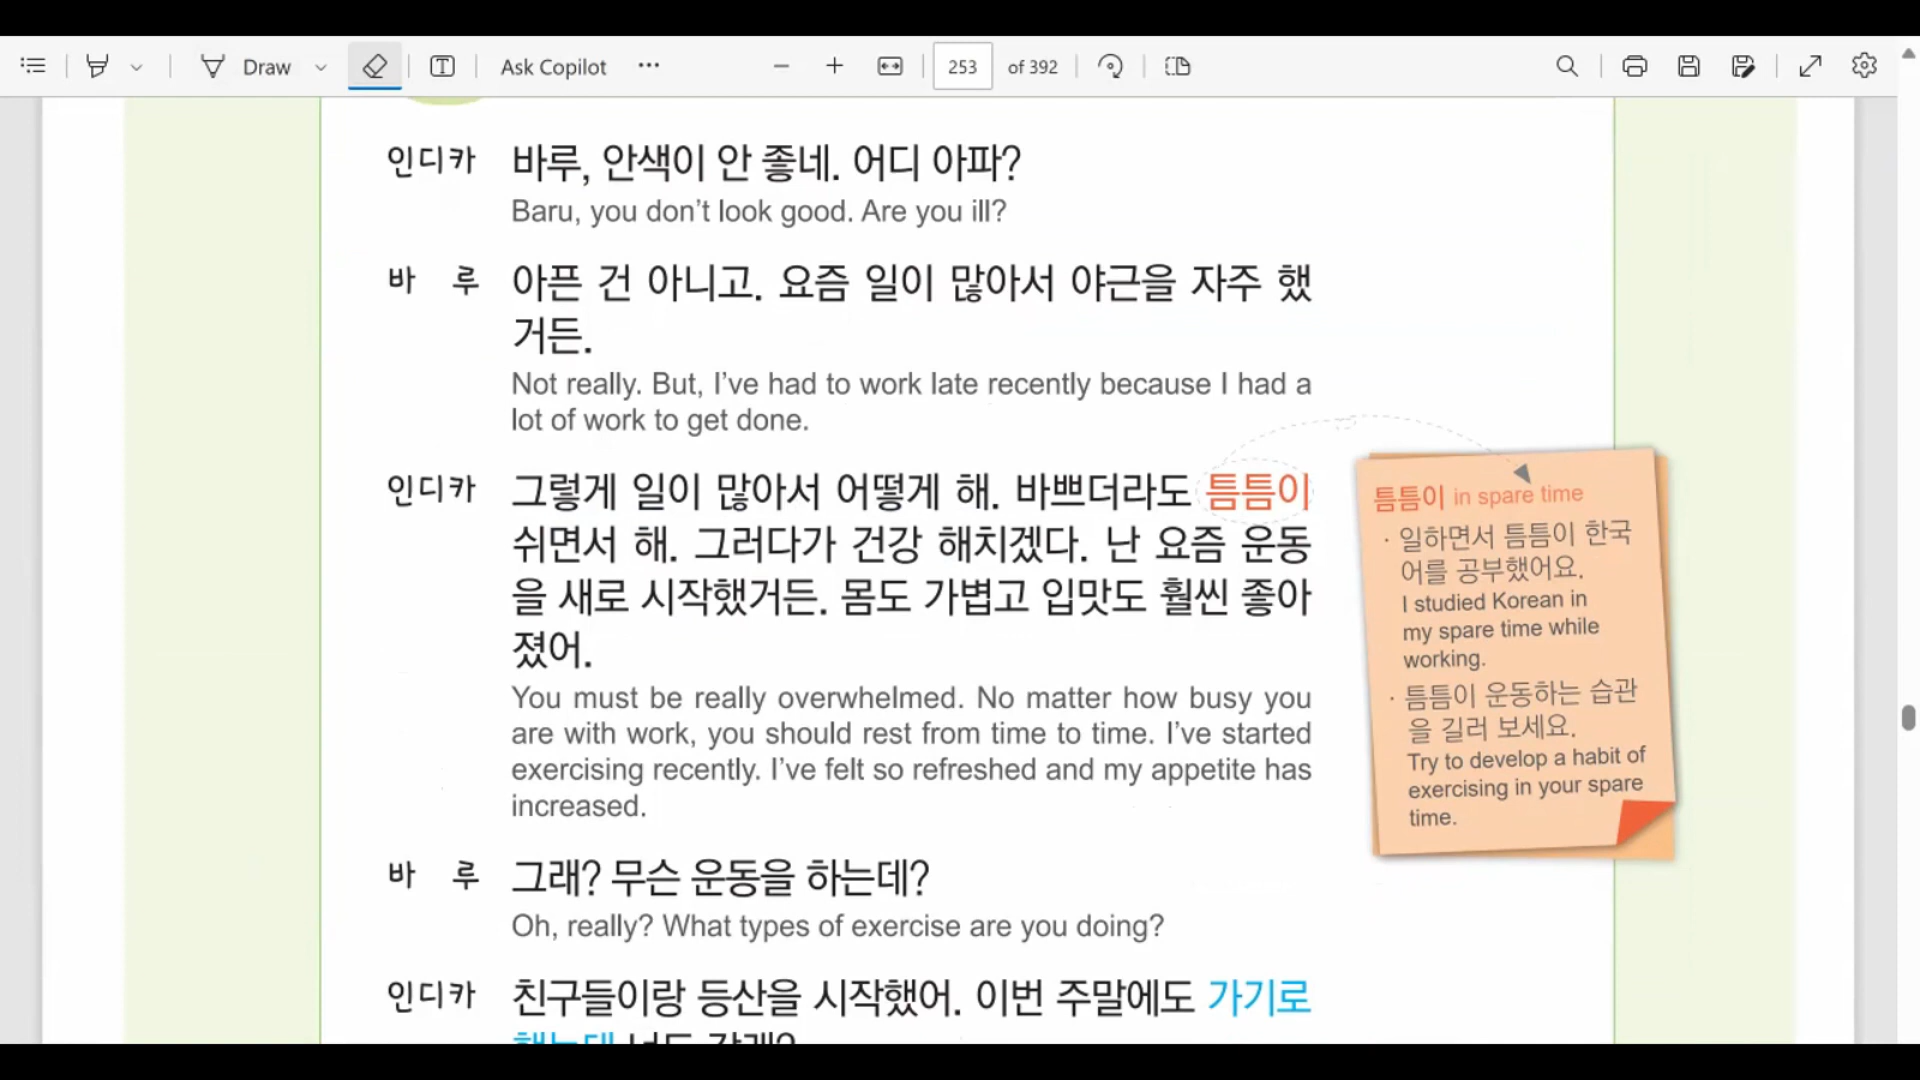 Draw
Ask Copilot
253 of 392
인디카 바루, 안색이 안 좋네. 어디 아파?
Baru, you don't look good. Are you ill?
바 루 아픈 건 아니고. 요즘 일이 많아서 야근을 자주 했
거든.
Not really. But, I've had to work late recently because I had a
lot of work to get done.
인디카 그렇게 일이 많아서 어떻게 해. 바쁘더라도 틈틈이
쉬면서 해. 그러다가 건강 해치겠다. 난 요즘 운동
을 새로 시작했거든. 몸도 가볍고 입맛도 훨씬 좋아
졌어.
You must be really overwhelmed. No matter how busy you
are with work, you should rest from time to time. I've started
exercising recently. I've felt so refreshed and my appetite has
increased.
틈틈이 in spare time
· 일하면서 틈틈이 한국
어를 공부했어요.
I studied Korean in
my spare time while
working.
· 틈틈이 운동하는 습관
을 길러 보세요.
Try to develop a habit of
exercising in your spare
time.
바 루 그래? 무슨 운동을 하는데?
Oh, really? What types of exercise are you doing?
인디카 친구들이랑 등산을 시작했어. 이번 주말에도 가기로
했는데 너도 갈래?